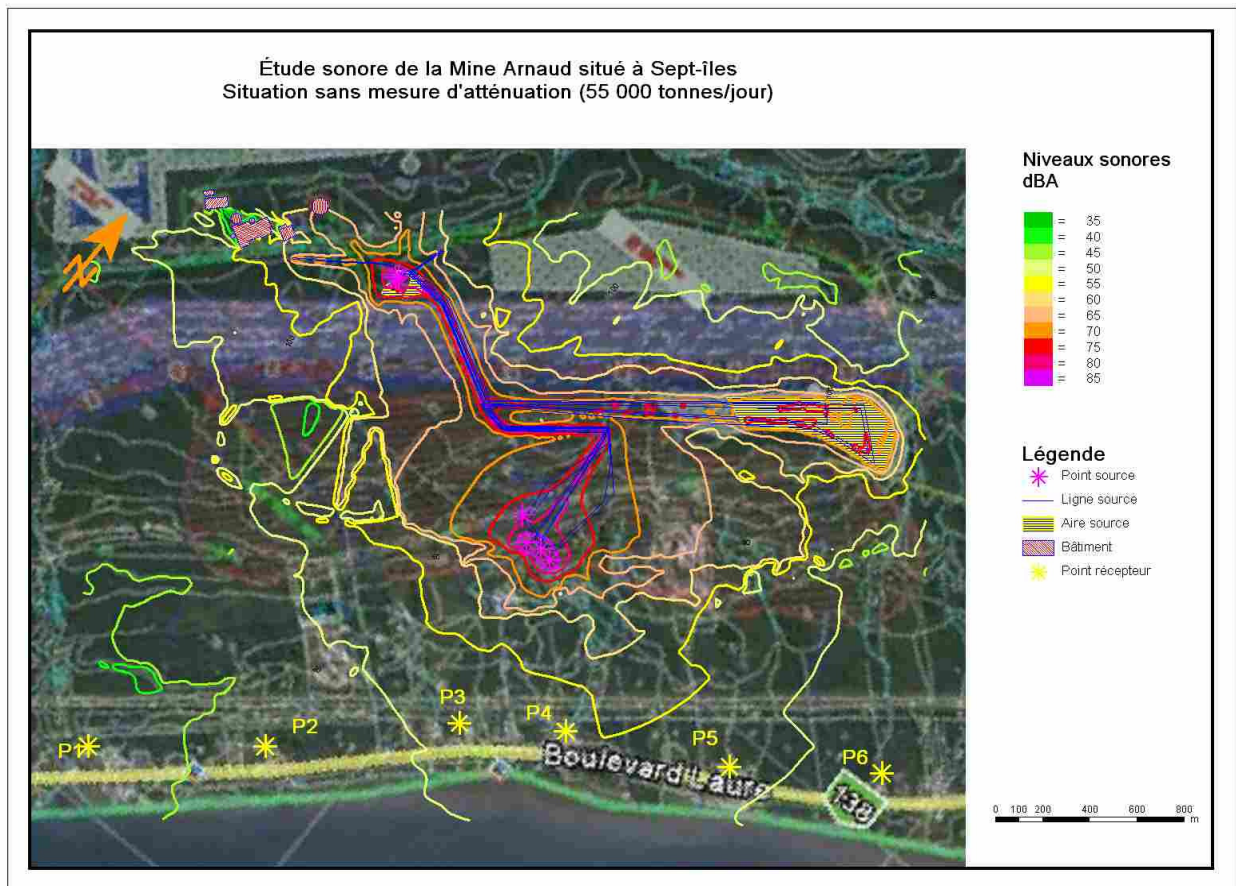 Étude sonore de la Mine Arnaud situé à Sept-îles
Situation sans mesure d'atténuation (55 000 tonnes/jour)
Niveaux sonores
dBA
= 35
= 40
= 45
= 50
= 55
= 60
= 65
= 70
= 75
= 80
= 85
Légende
Point source
Ligne source
Aire source
Bâtiment
Point récepteur
N
100
P1
P2
P3
P4
P5
P6
Boulevard Laure
138
0 100 200 400 600 800
m